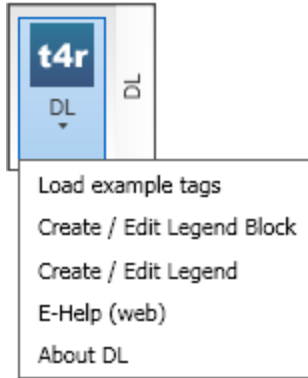 t4r
DL
DL
Load example tags
Create / Edit Legend Block
Create / Edit Legend
E-Help (web)
About DL